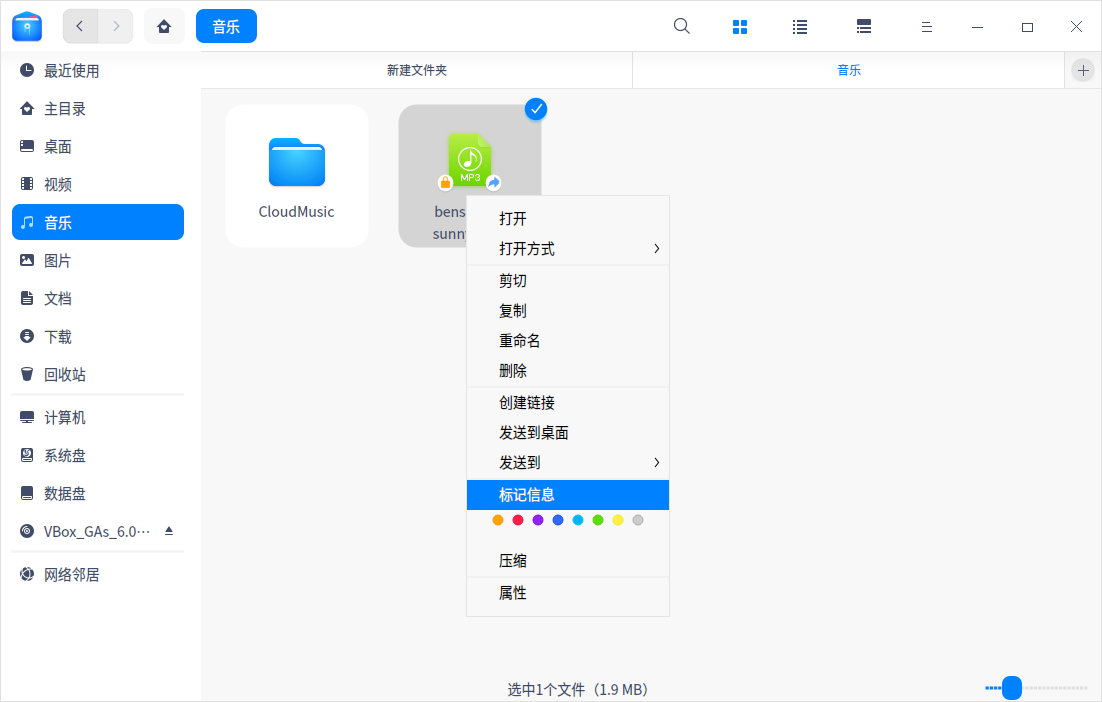 音乐
新建文件夹
音乐
最近使用
主目录
桌面
视频
音乐
图片
文档
下载
回收站
计算机
系统盘
数据盘
VBox_GAs_6.0···
网络邻居
CloudMusic
MP3
bens
sunn
打开
打开方式
剪切
复制
重命名
删除
创建链接
发送到桌面
发送到
标记信息
压缩
属性
选中1个文件（1.9 MB）